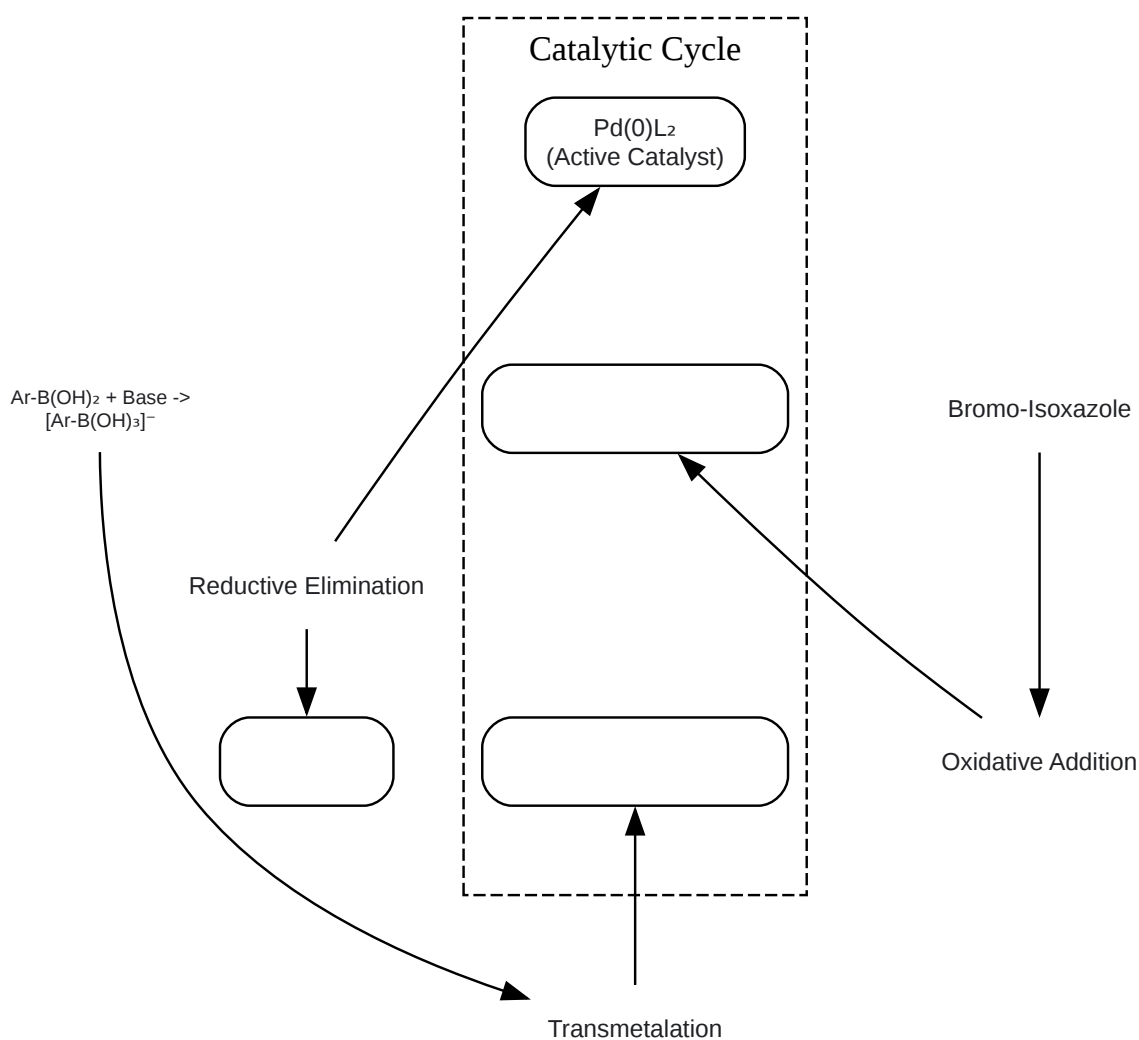 Catalytic Cycle
Pd(0)L₂
(Active Catalyst)
Ar-B(OH)₂ + Base ->
[Ar-B(OH)₃]⁻
Bromo-Isoxazole
Reductive Elimination
Oxidative Addition
Transmetalation